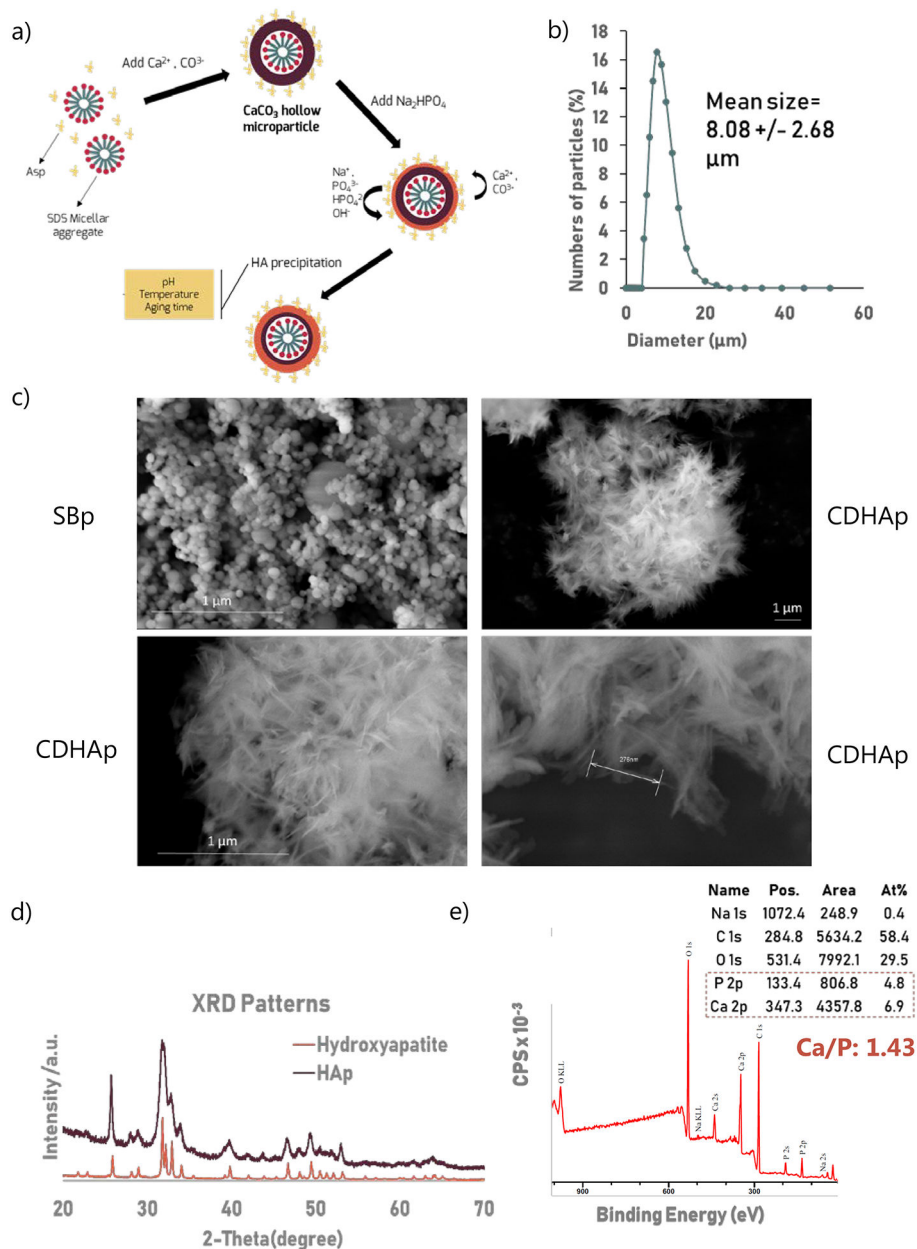 a)
Add Ca²⁺ , CO³⁻
CaCO₃ hollow
microparticle
Asp
SDS Micellar
aggregate
Add Na₂HPO₄
Na⁺,
PO₄³⁻
HPO₄²
OH⁻
Ca²⁺,
CO³⁻
HA precipitation
pH
Temperature
Aging time
b)
Numbers of particles (%)
18
16
14
12
10
8
6
4
2
0
Mean size=
8.08 +/- 2.68
µm
0 20 40 60
Diameter (µm)
c)
SBp
1 µm
CDHAp
1 µm
CDHAp
1 µm
CDHAp
276nm
d)
XRD Patterns
Hydroxyapatite
HAp
Intensity /a.u.
20 30 40 50 60 70
2-Theta(degree)
e)
Name Pos. Area At%
Na 1s 1072.4 248.9 0.4
C 1s 284.8 5634.2 58.4
O 1s 531.4 7992.1 29.5
P 2p 133.4 806.8 4.8
Ca 2p 347.3 4357.8 6.9
Ca/P: 1.43
CPS x 10⁻³
O KLL
O 1s
Na KLL
Ca 2s
Ca 2p
C 1s
P 2s
P 2p
Na 2s
900 600 300
Binding Energy (eV)